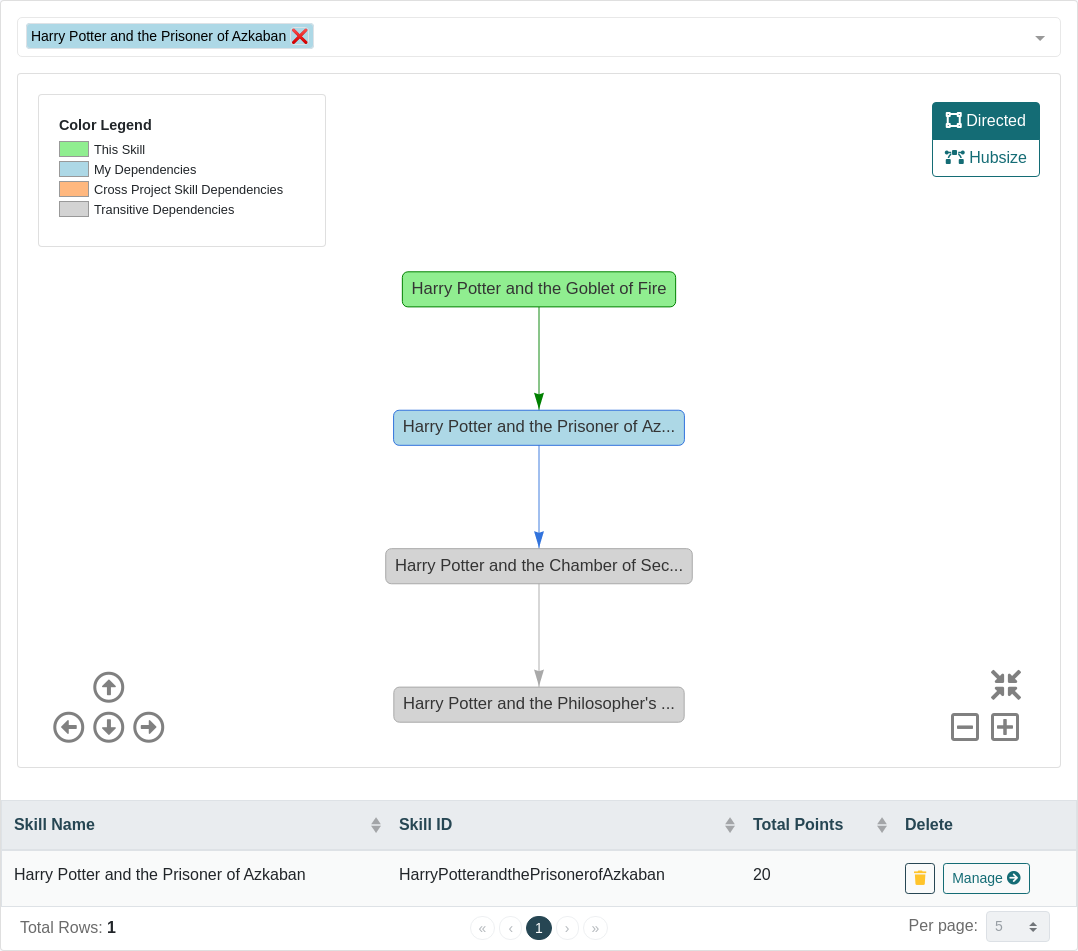 Harry Potter and the Prisoner of Azkaban
Color Legend
This Skill
My Dependencies
Cross Project Skill Dependencies
Transitive Dependencies
Directed
Hubsize
Harry Potter and the Goblet of Fire
Harry Potter and the Prisoner of Az...
Harry Potter and the Chamber of Sec...
Harry Potter and the Philosopher's ...
Skill Name Skill ID Total Points Delete
Harry Potter and the Prisoner of Azkaban HarryPotterandthePrisonerofAzkaban 20 Manage
Total Rows: 1 « ‹ 1 › » Per page: 5